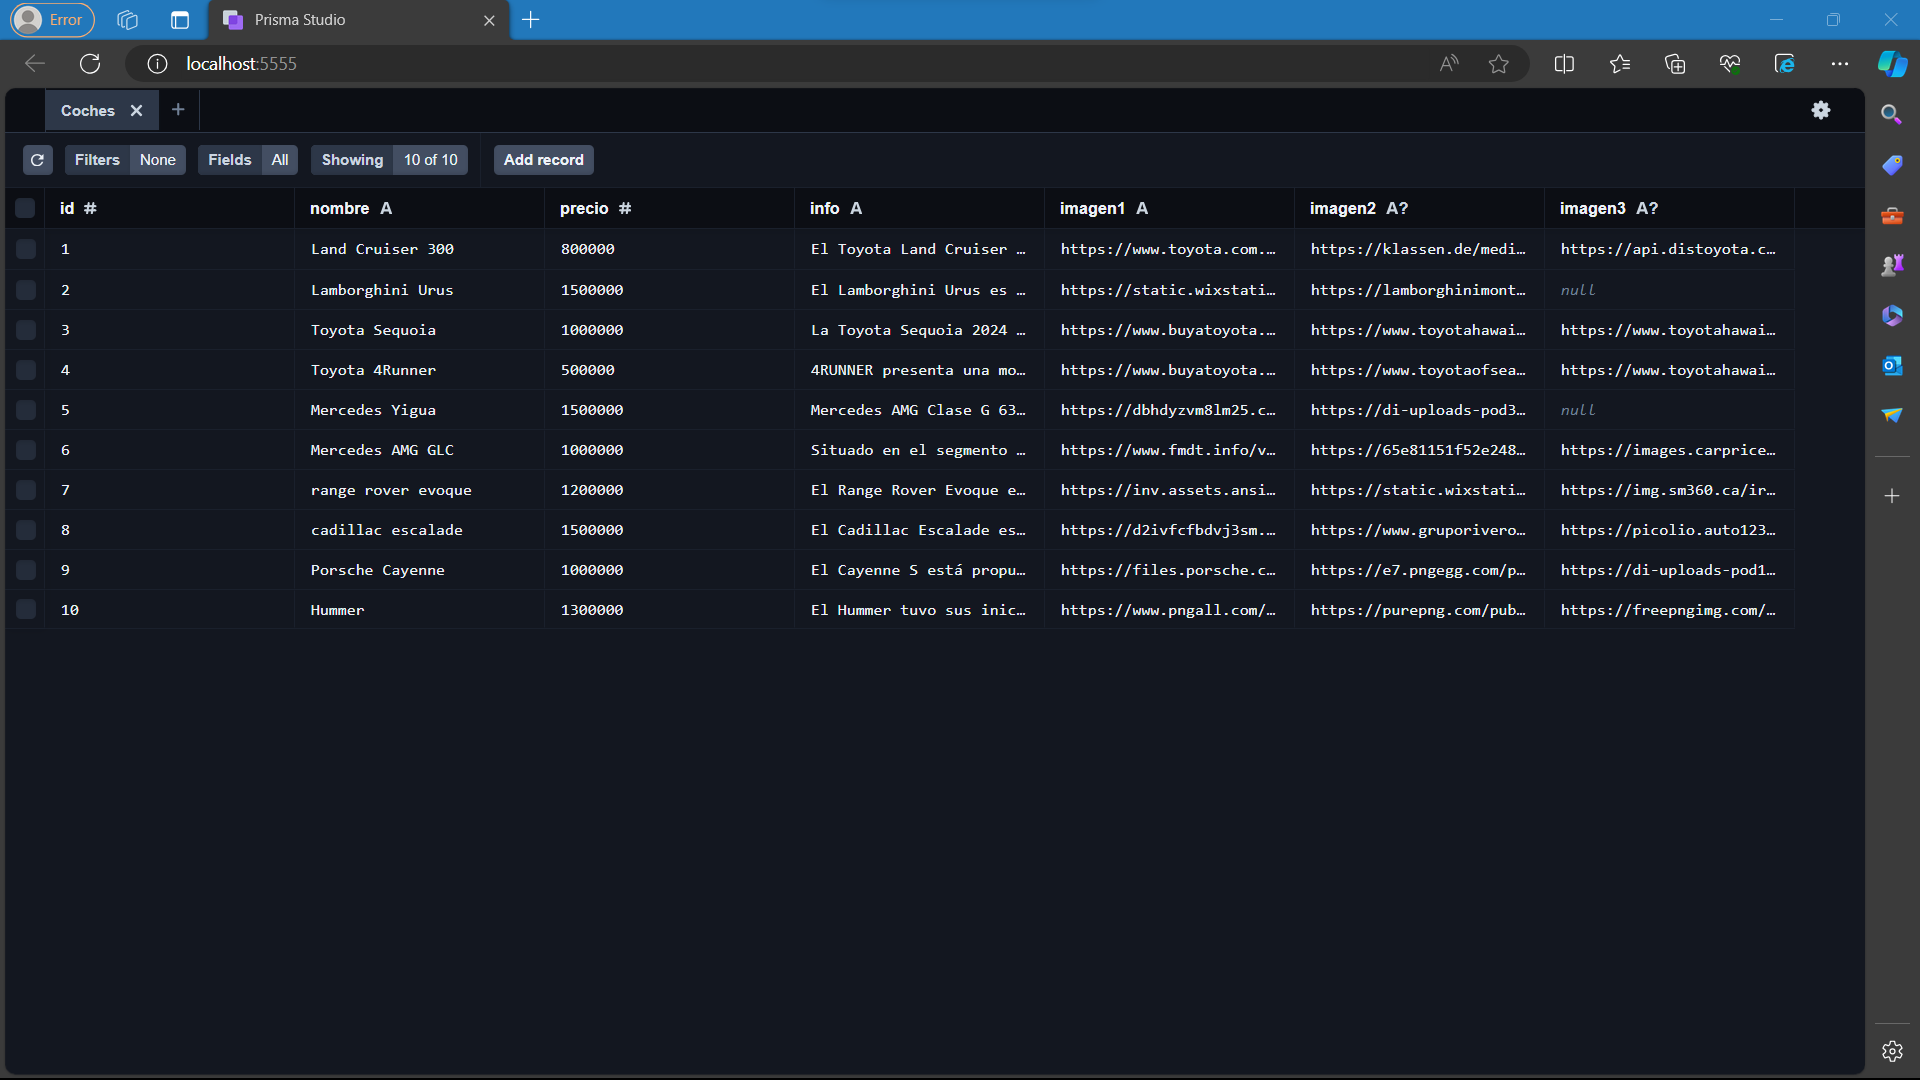 Error Prisma Studio
localhost:5555
Coches
Filters None Fields All Showing 10 of 10 Add record
id # nombre A precio # info A imagen1 A imagen2 A? imagen3 A?
1 Land Cruiser 300 800000 El Toyota Land Cruiser … https://www.toyota.com.… https://klassen.de/medi… https://api.distoyota.c…
2 Lamborghini Urus 1500000 El Lamborghini Urus es … https://static.wixstati… https://lamborghinimont… null
3 Toyota Sequoia 1000000 La Toyota Sequoia 2024 … https://www.buyatoyota.… https://www.toyotahawai… https://www.toyotahawai…
4 Toyota 4Runner 500000 4RUNNER presenta una mo… https://www.buyatoyota.… https://www.toyotaofsea… https://www.toyotahawai…
5 Mercedes Yigua 1500000 Mercedes AMG Clase G 63… https://dbhdyzvm8lm25.c… https://di-uploads-pod3… null
6 Mercedes AMG GLC 1000000 Situado en el segmento … https://www.fmdt.info/v… https://65e81151f52e248… https://images.carprice…
7 range rover evoque 1200000 El Range Rover Evoque e… https://inv.assets.ansi… https://static.wixstati… https://img.sm360.ca/ir…
8 cadillac escalade 1500000 El Cadillac Escalade es… https://d2ivfcfbdvj3sm.… https://www.gruporivero… https://picolio.auto123…
9 Porsche Cayenne 1000000 El Cayenne S está propu… https://files.porsche.c… https://e7.pngegg.com/p… https://di-uploads-pod1…
10 Hummer 1300000 El Hummer tuvo sus inic… https://www.pngall.com/… https://purepng.com/pub… https://freepngimg.com/…